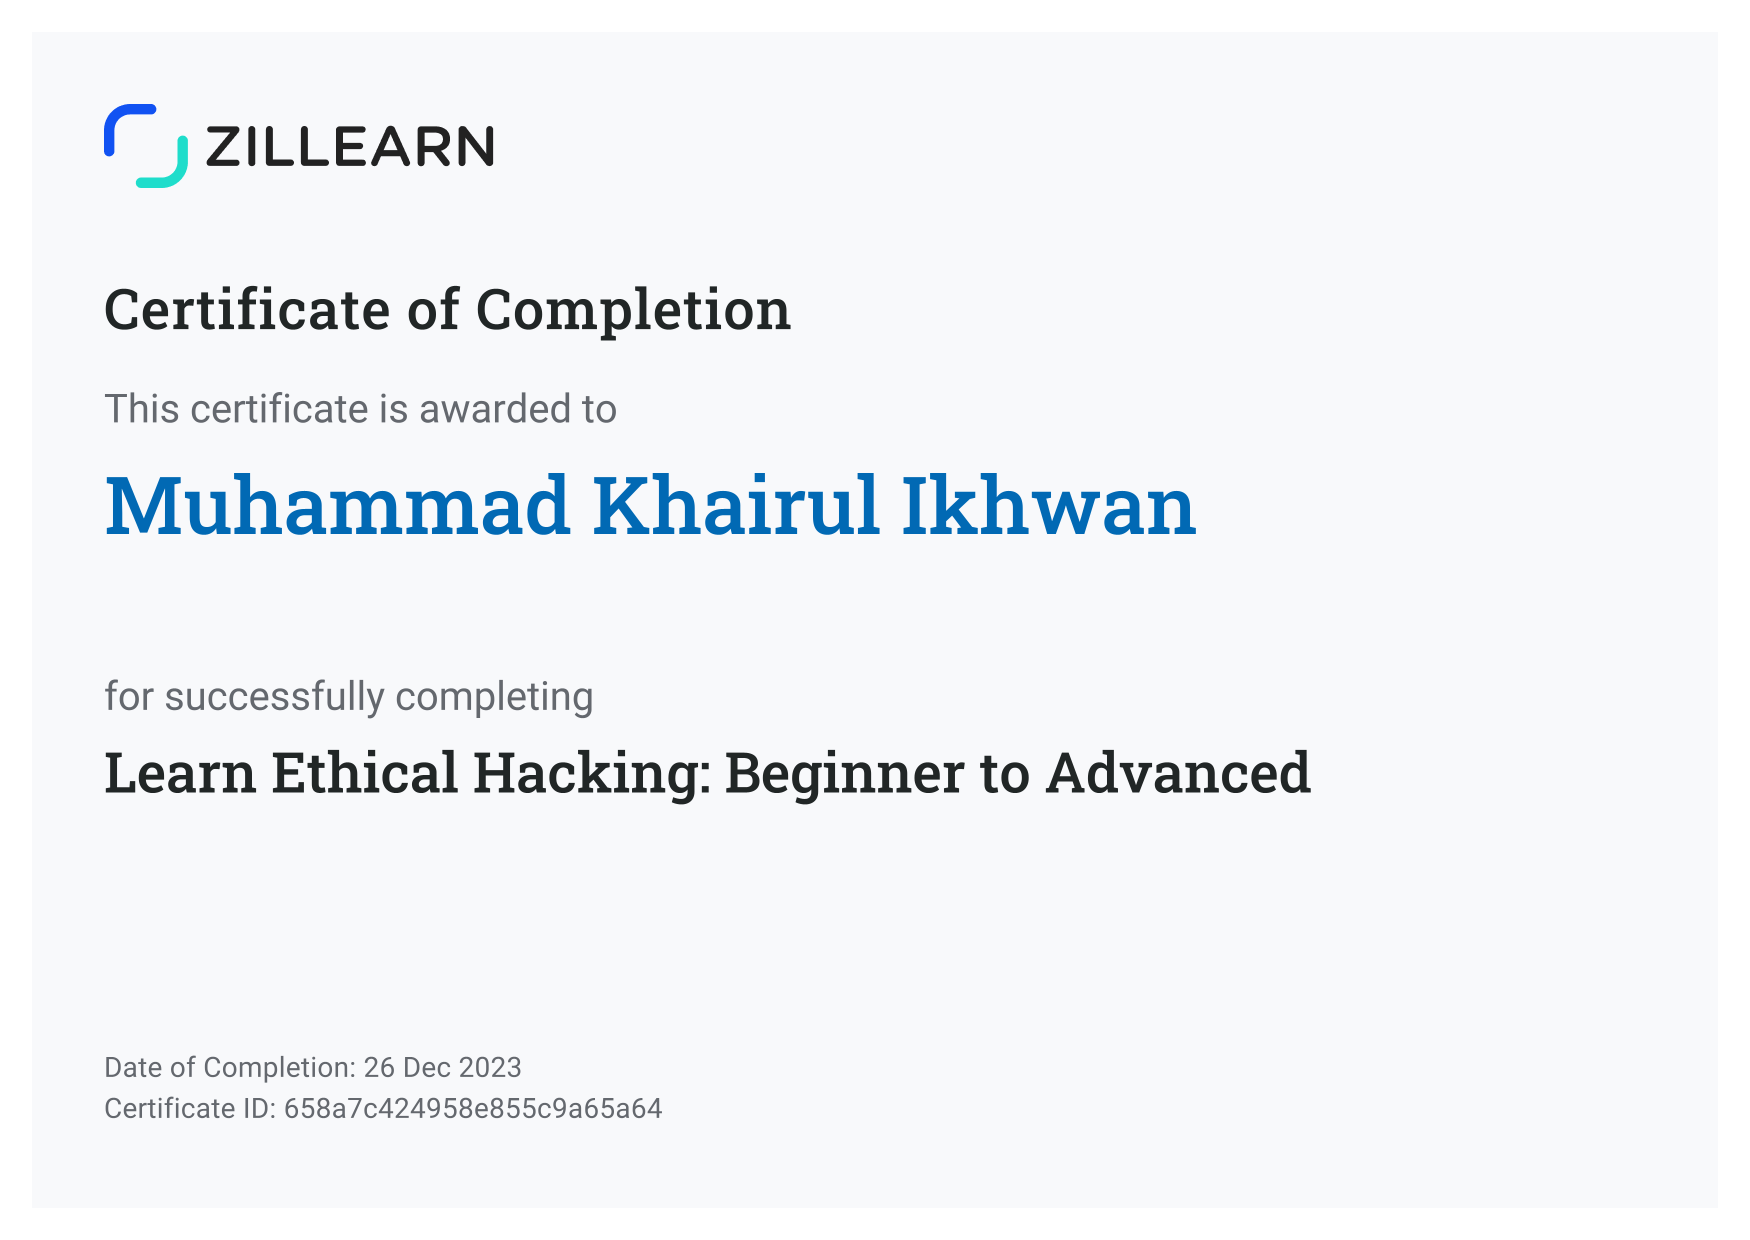 ZILLEARN
Certificate of Completion
This certificate is awarded to
Muhammad Khairul Ikhwan
for successfully completing
Learn Ethical Hacking: Beginner to Advanced
Date of Completion: 26 Dec 2023
Certificate ID: 658a7c424958e855c9a65a64